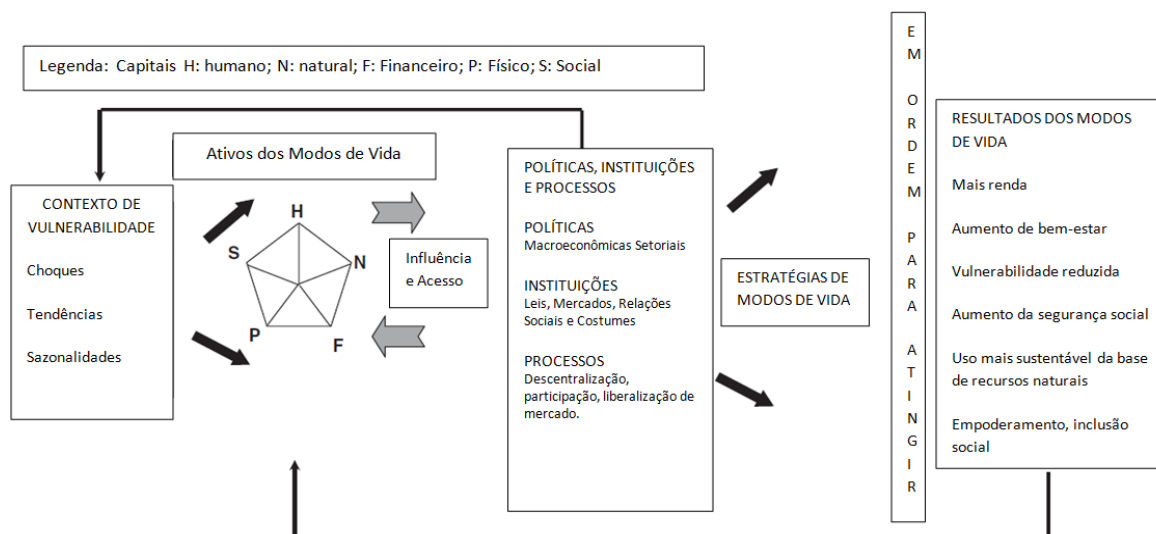 Legenda: Capitais H: humano; N: natural; F: Financeiro; P: Físico; S: Social
Ativos dos Modos de Vida
CONTEXTO DE
VULNERABILIDADE
Choques
Tendências
Sazonalidades
H
S
N
P
F
Influência
e Acesso
POLÍTICAS, INSTITUIÇÕES
E PROCESSOS
POLÍTICAS
Macroeconômicas Setoriais
INSTITUIÇÕES
Leis, Mercados, Relações
Sociais e Costumes
PROCESSOS
Descentralização,
participação, liberalização de
mercado.
ESTRATÉGIAS DE
MODOS DE VIDA
E
M
O
R
D
E
M
P
A
R
A
A
T
I
N
G
I
R
RESULTADOS DOS MODOS
DE VIDA
Mais renda
Aumento de bem-estar
Vulnerabilidade reduzida
Aumento da segurança social
Uso mais sustentável da base
de recursos naturais
Empoderamento, inclusão
social